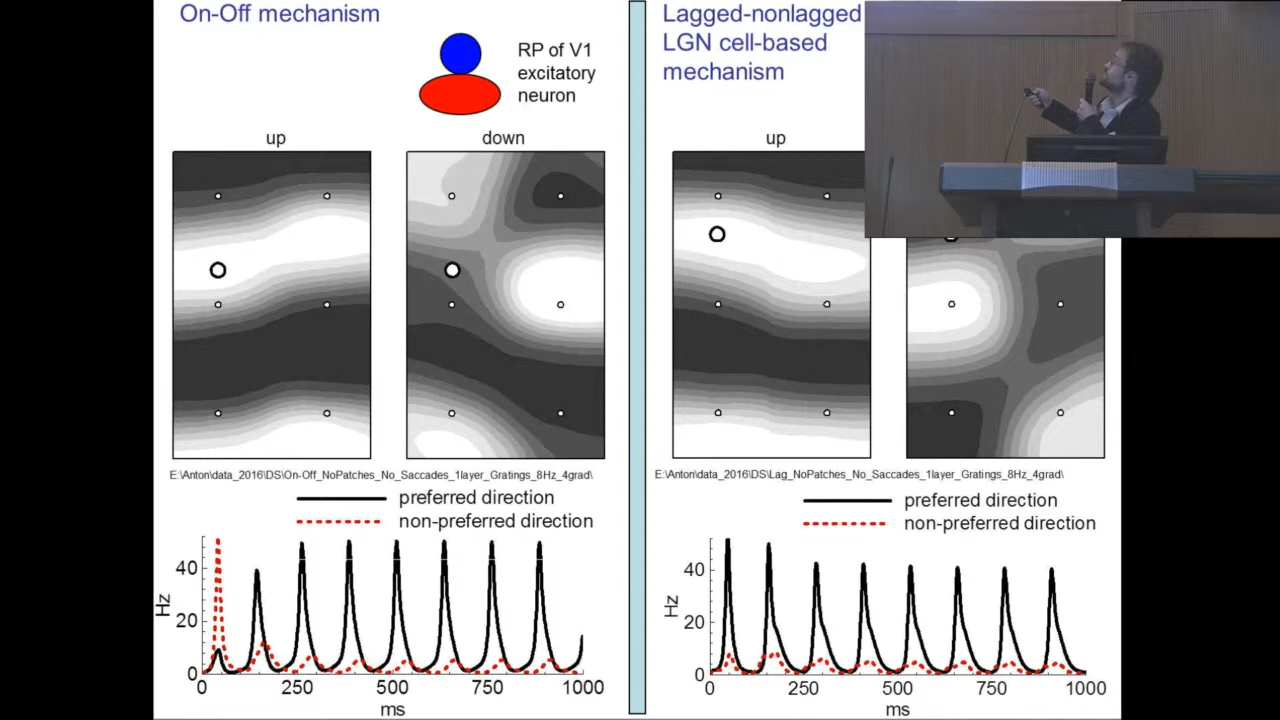 On-Off mechanism
RP of V1
excitatory
neuron
up
down
E:\Anton\data_2016\DS\On-Off_NoPatches_No_Saccades_1layer_Gratings_8Hz_4grad\
preferred direction
non-preferred direction
40
20
0
Hz
0 250 500 750 1000
ms
Lagged-nonlagged
LGN cell-based
mechanism
up
E:\Anton\data_2016\DS\Lag_NoPatches_No_Saccades_1layer_Gratings_8Hz_4grad\
preferred direction
non-preferred direction
40
20
0
Hz
0 250 500 750 1000
ms